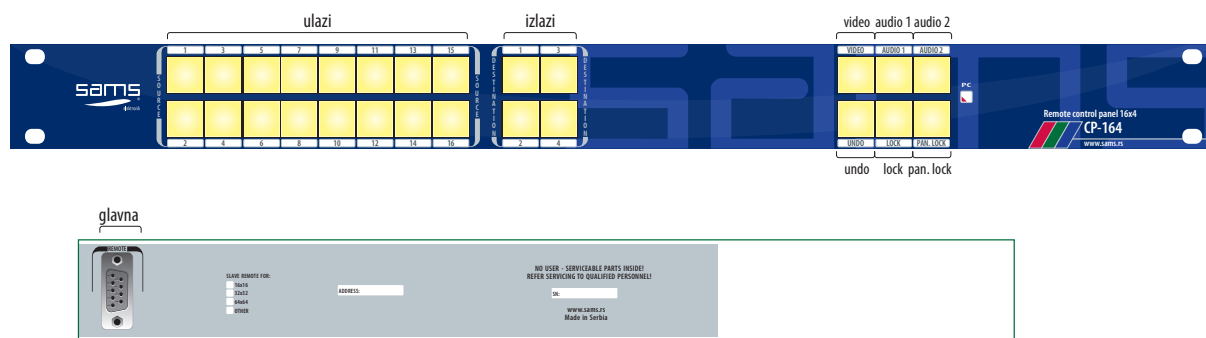 ulazi
izlazi
video audio 1 audio 2
1 3 5 7 9 11 13 15
1 3
VIDEO AUDIO 1 AUDIO 2
SOURCE
SOURCE
DESTINATION
DESTINATION
sams
PC
Remote control panel 16x4
CP-164
www.sams.rs
2 4 6 8 10 12 14 16
2 4
UNDO LOCK PAN. LOCK
undo lock pan. lock
glavna
REMOTE
SLAVE REMOTE FOR:
16x16
32x32
64x64
OTHER
ADDRESS:
NO USER - SERVICEABLE PARTS INSIDE!
REFER SERVICING TO QUALIFIED PERSONNEL!
SN:
www.sams.rs
Made in Serbia